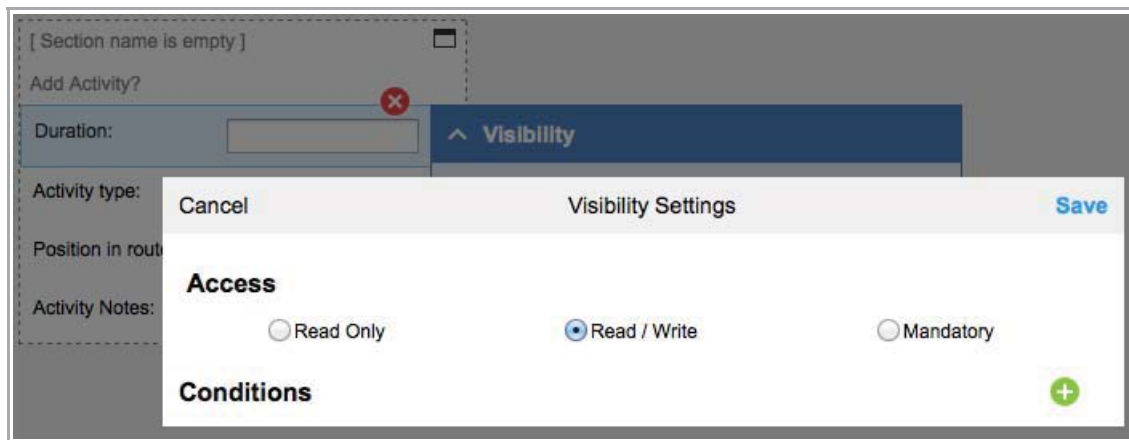 [ Section name is empty ]
Add Activity?
Duration:
Visibility
Activity type:
Cancel
Visibility Settings
Save
Position in rout
Access
Activity Notes:
Read Only
Read / Write
Mandatory
Conditions